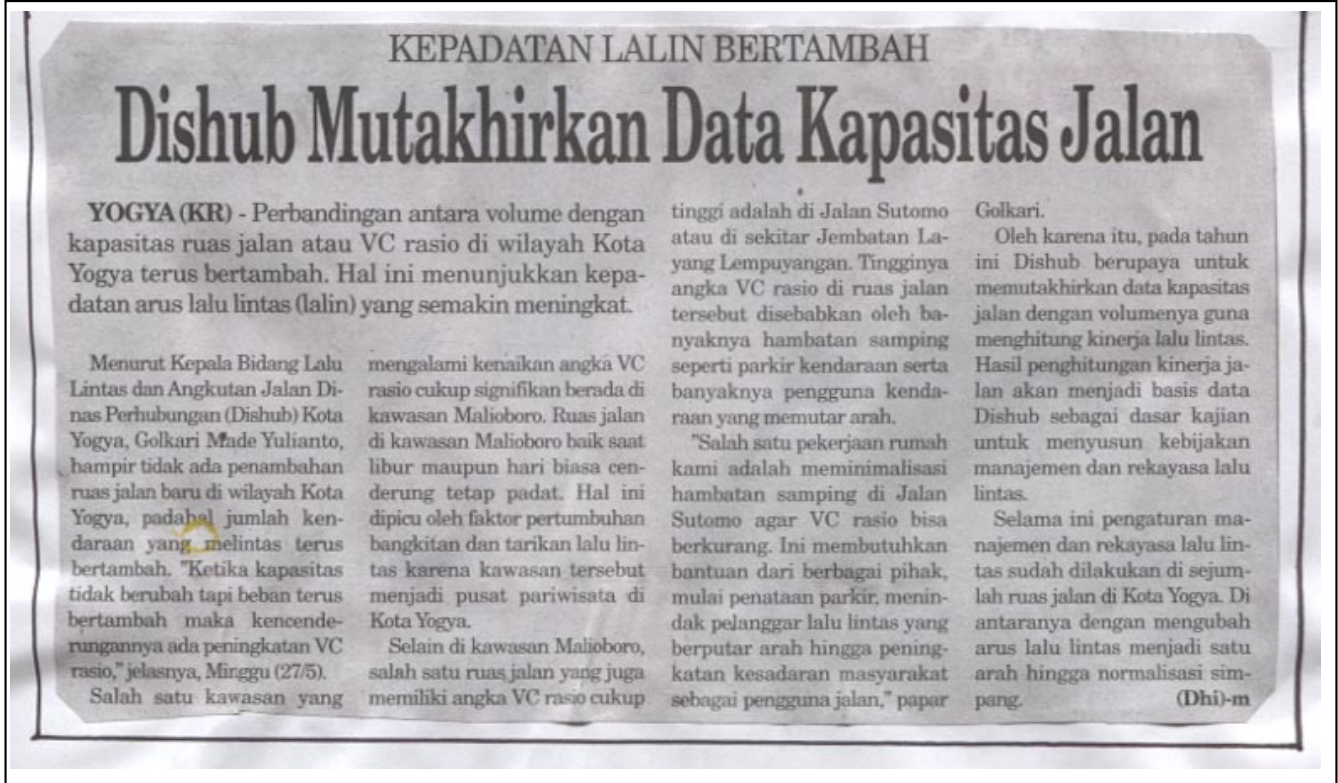 KEPADATAN LALIN BERTAMBAH
Dishub Mutakhirkan Data Kapasitas Jalan
YOGYA (KR) - Perbandingan antara volume dengan
kapasitas ruas jalan atau VC rasio di wilayah Kota
Yogya terus bertambah. Hal ini menunjukkan kepa-
datan arus lalu lintas (lalin) yang semakin meningkat.
Menurut Kepala Bidang Lalu
Lintas dan Angkutan Jalan Di-
nas Perhubungan (Dishub) Kota
Yogya, Golkari Made Yulianto,
hampir tidak ada penambahan
ruas jalan baru di wilayah Kota
Yogya, padahal jumlah ken-
daraan yang melintas terus
bertambah. "Ketika kapasitas
tidak berubah tapi beban terus
bertambah maka kencende-
rungannya ada peningkatan VC
rasio," jelasnya, Minggu (27/5).
Salah satu kawasan yang
mengalami kenaikan angka VC
rasio cukup signifikan berada di
kawasan Malioboro. Ruas jalan
di kawasan Malioboro baik saat
libur maupun hari biasa cen-
derung tetap padat. Hal ini
dipicu oleh faktor pertumbuhan
bangkitan dan tarikan lalu lin-
tas karena kawasan tersebut
menjadi pusat pariwisata di
Kota Yogya.
Selain di kawasan Malioboro,
salah satu ruas jalan yang juga
memiliki angka VC rasio cukup
tinggi adalah di Jalan Sutomo
atau di sekitar Jembatan La-
yang Lempuyangan. Tingginya
angka VC rasio di ruas jalan
tersebut disebabkan oleh ba-
nyaknya hambatan samping
seperti parkir kendaraan serta
banyaknya pengguna kenda-
raan yang memutar arah.
"Salah satu pekerjaan rumah
kami adalah meminimalisasi
hambatan samping di Jalan
Sutomo agar VC rasio bisa
berkurang. Ini membutuhkan
bantuan dari berbagai pihak,
mulai penataan parkir, menin-
dak pelanggar lalu lintas yang
berputar arah hingga pening-
katan kesadaran masyarakat
sebagai pengguna jalan," papar
Golkari.
Oleh karena itu, pada tahun
ini Dishub berupaya untuk
memutakhirkan data kapasitas
jalan dengan volumenya guna
menghitung kinerja lalu lintas.
Hasil penghitungan kinerja ja-
lan akan menjadi basis data
Dishub sebagai dasar kajian
untuk menyusun kebijakan
manajemen dan rekayasa lalu
lintas.
Selama ini pengaturan ma-
najemen dan rekayasa lalu lin-
tas sudah dilakukan di sejum-
lah ruas jalan di Kota Yogya. Di
antaranya dengan mengubah
arus lalu lintas menjadi satu
arah hingga normalisasi sim-
pang. (Dhi)-m